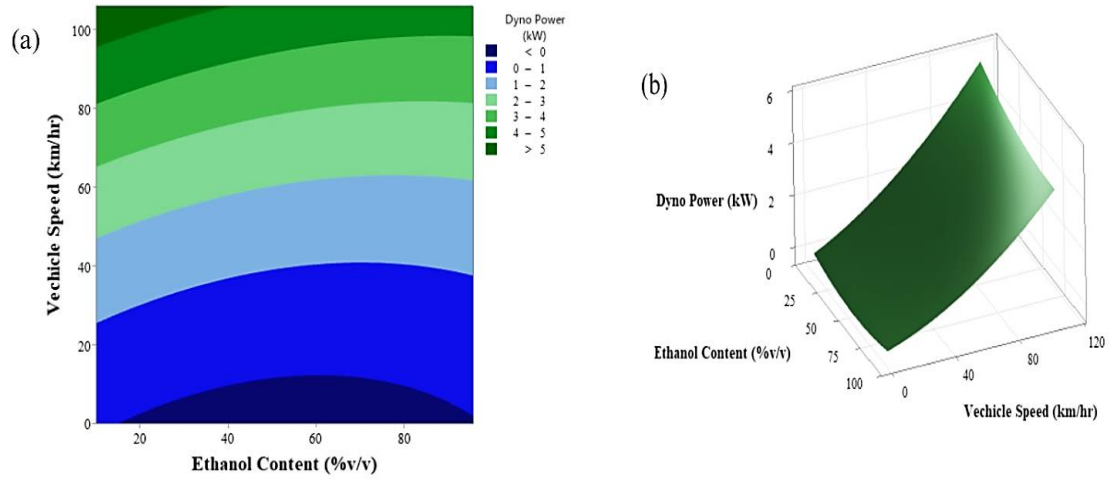 (a)
100
80
60
40
20
0
20
40
60
80
Vechicle Speed (km/hr)
Ethanol Content (%v/v)
Dyno Power
(kW)
< 0
0 – 1
1 – 2
2 – 3
3 – 4
4 – 5
> 5
(b)
6
4
2
0
Dyno Power (kW)
0
25
50
75
100
Ethanol Content (%v/v)
0
40
80
120
Vechicle Speed (km/hr)